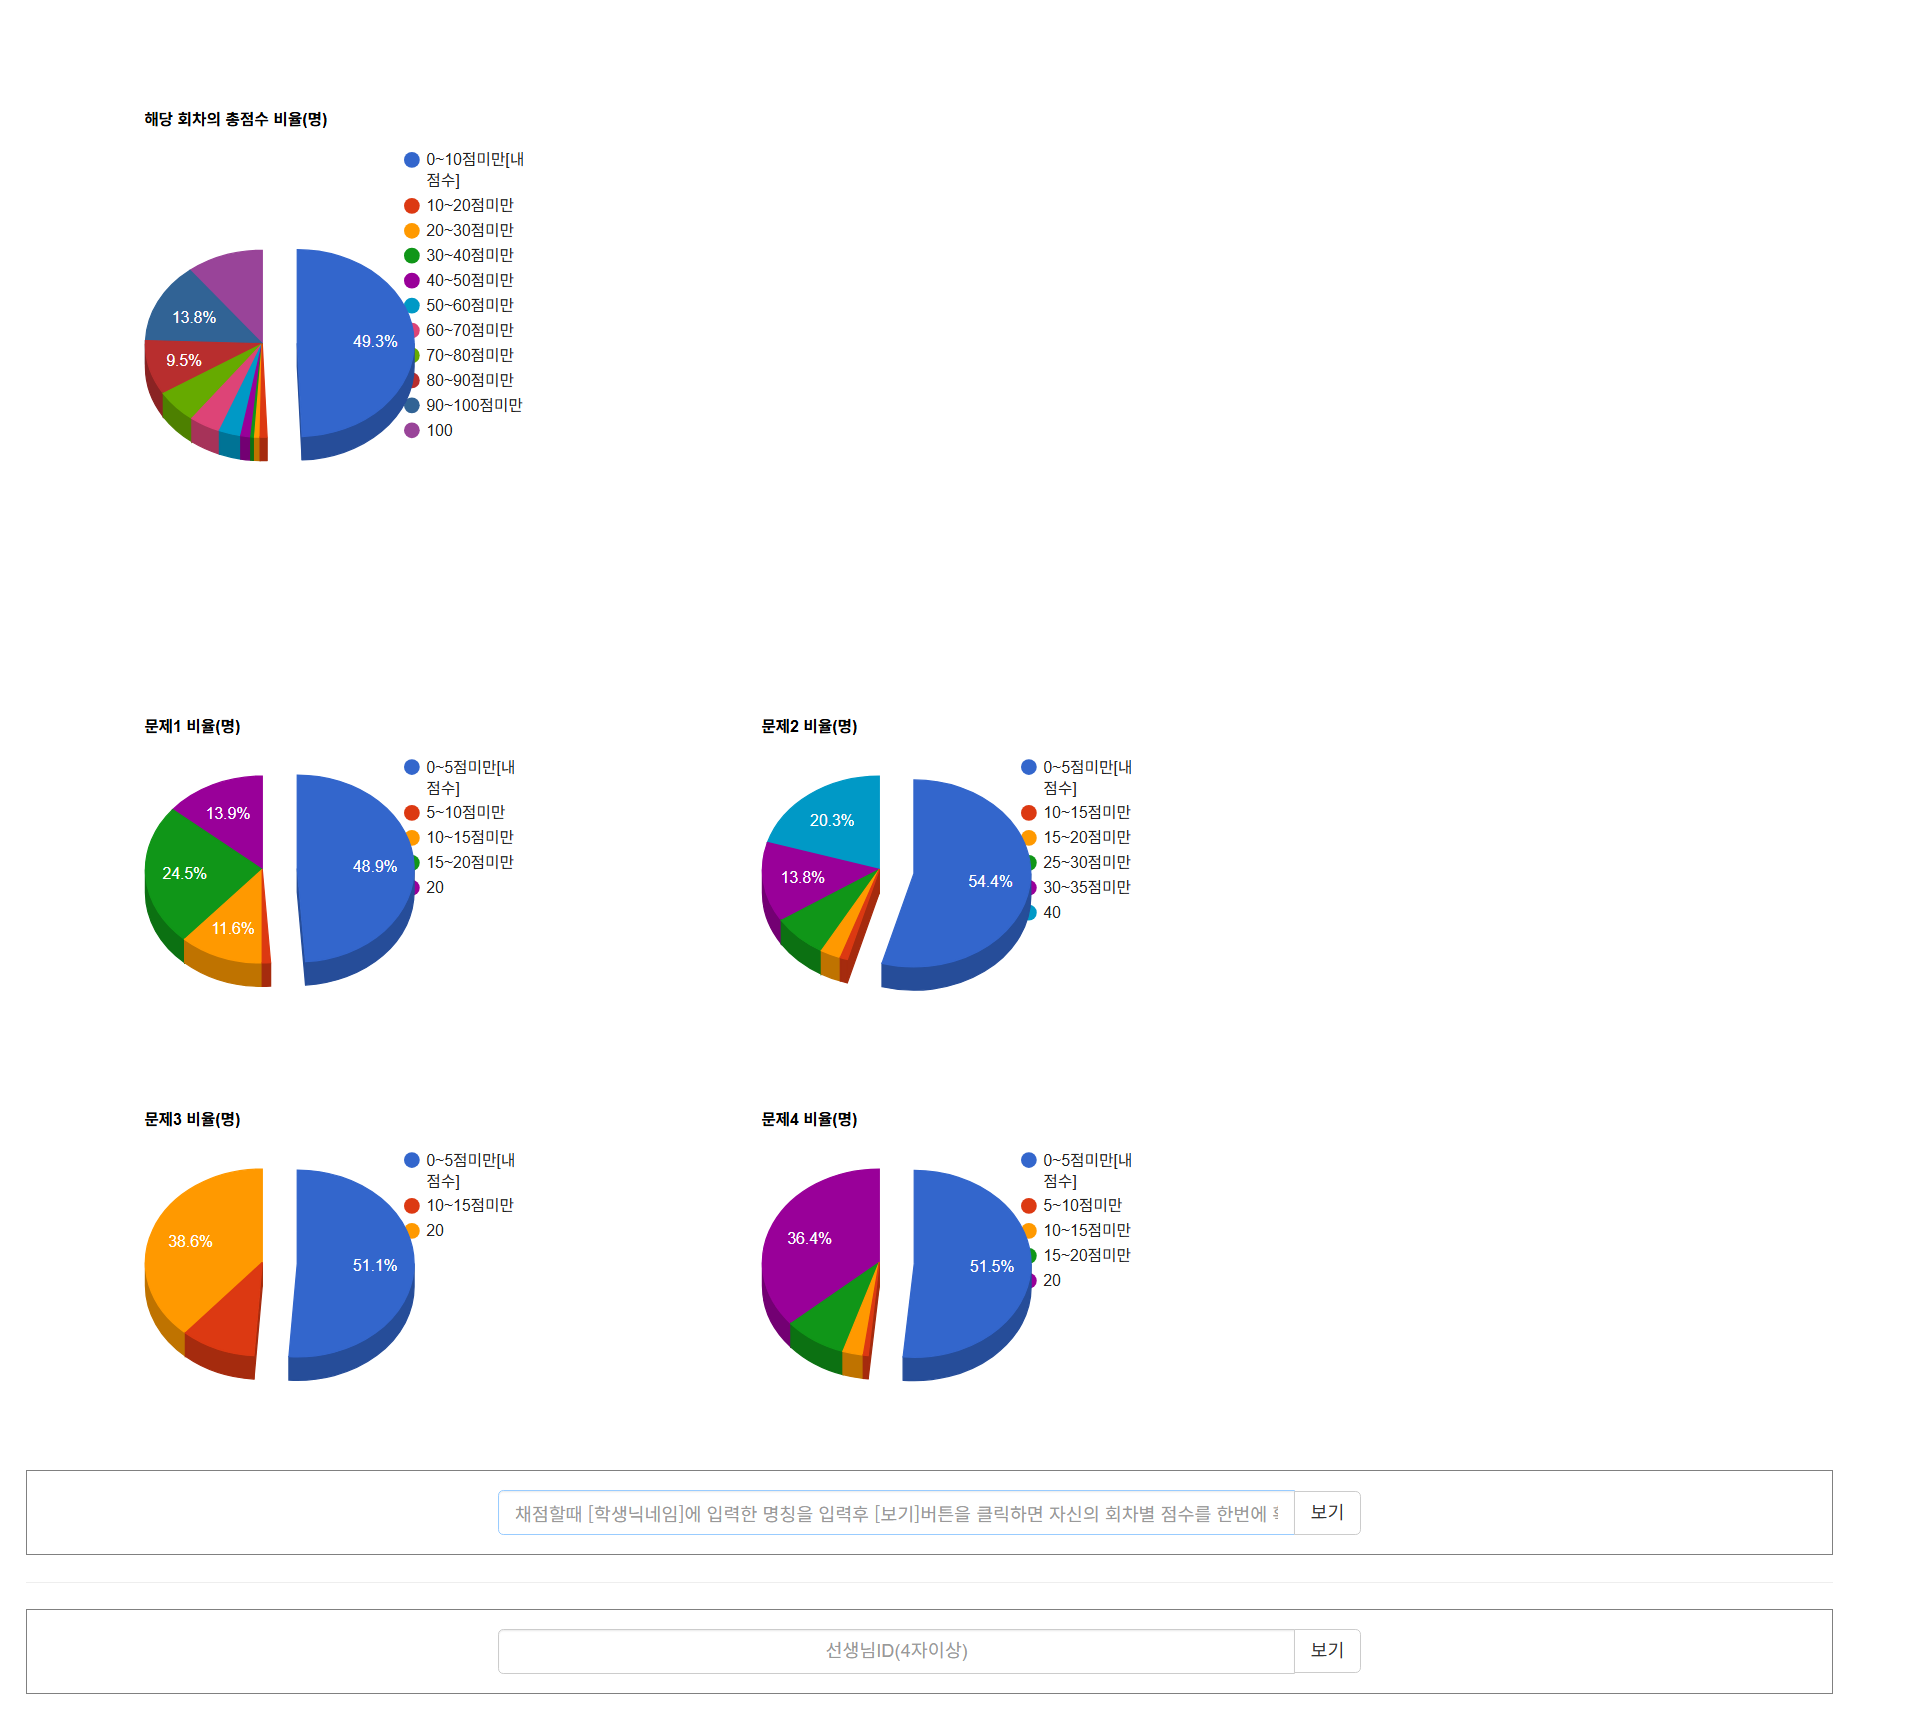 해당 회차의 총점수 비율(명)
0~10점미만[내
점수]
10~20점미만
20~30점미만
30~40점미만
40~50점미만
50~60점미만
60~70점미만
70~80점미만
80~90점미만
90~100점미만
100
13.8%
9.5%
49.3%
문제1 비율(명)
0~5점미만[내
점수]
5~10점미만
10~15점미만
15~20점미만
20
13.9%
24.5%
11.6%
48.9%
문제2 비율(명)
0~5점미만[내
점수]
10~15점미만
15~20점미만
25~30점미만
30~35점미만
40
20.3%
13.8%
54.4%
문제3 비율(명)
0~5점미만[내
점수]
10~15점미만
20
38.6%
51.1%
문제4 비율(명)
0~5점미만[내
점수]
5~10점미만
10~15점미만
15~20점미만
20
36.4%
51.5%
채점할때 [학생닉네임]에 입력한 명칭을 입력후 [보기]버튼을 클릭하면 자신의 회차별 점수를 한번에
보기
선생님ID(4자이상)
보기